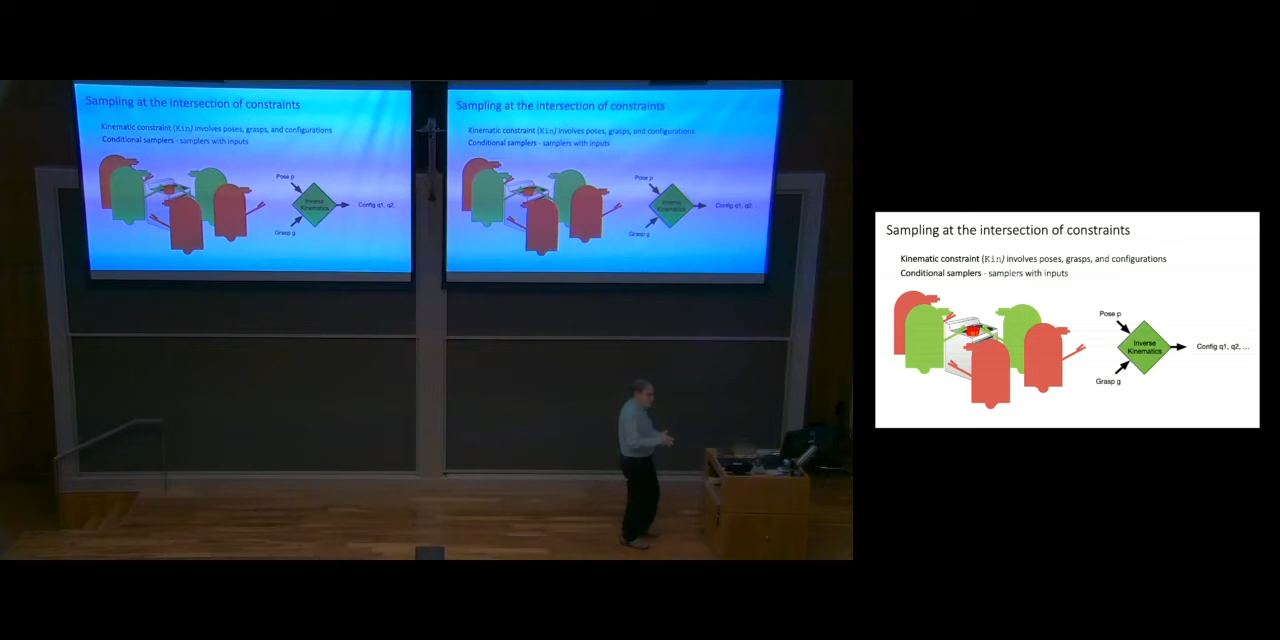 Sampling at the intersection of constraints
Kinematic constraint (Kin) involves poses, grasps, and configurations
Conditional samplers - samplers with inputs
Pose p
Inverse
Kinematics
Config q1, q2,
Grasp g
Sampling at the intersection of constraints
Kinematic constraint (Kin) involves poses, grasps, and configurations
Conditional samplers - samplers with inputs
Pose p
Inverse
Kinematics
Config q1, q2, ...
Grasp g
Sampling at the intersection of constraints
Kinematic constraint (Kin) involves poses, grasps, and configurations
Conditional samplers - samplers with inputs
Pose p
Inverse
Kinematics
Config q1, q2, ...
Grasp g